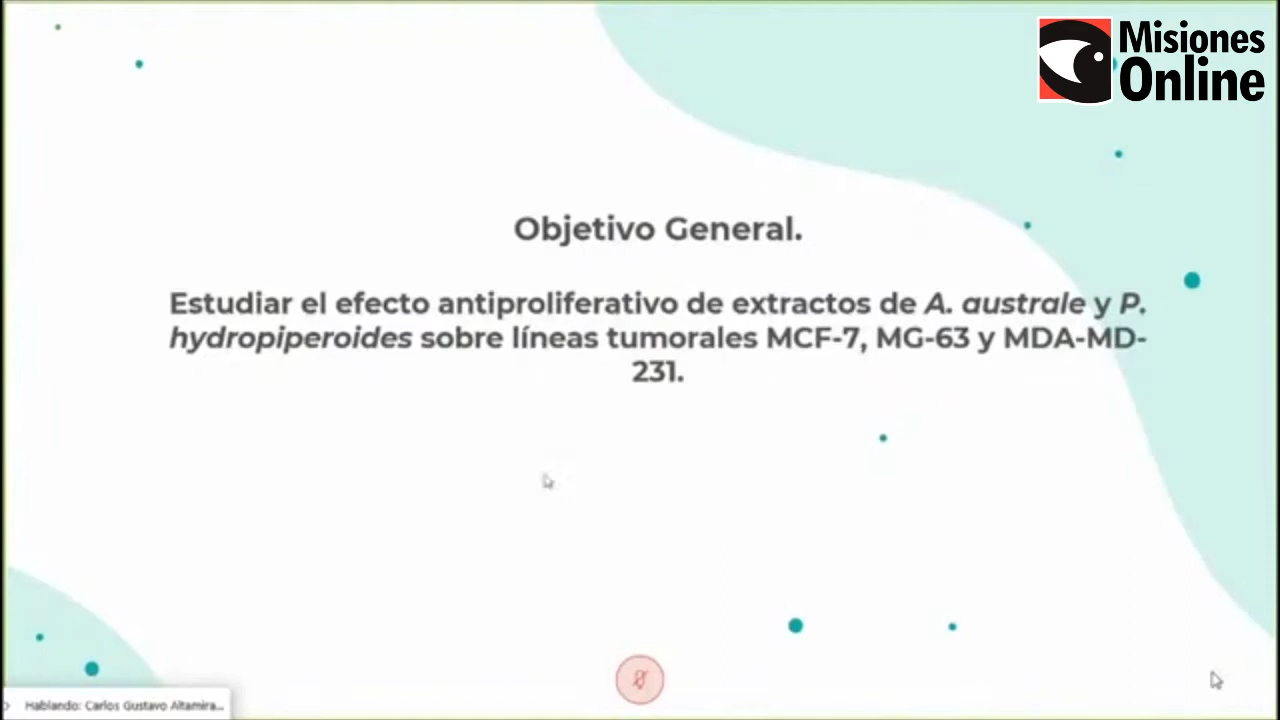 Misiones
Online
Objetivo General.
Estudiar el efecto antiproliferativo de extractos de A. australe y P.
hydropiperoides sobre líneas tumorales MCF-7, MG-63 y MDA-MD-
231.
Hablando: Carlos Gustavo Altamira...